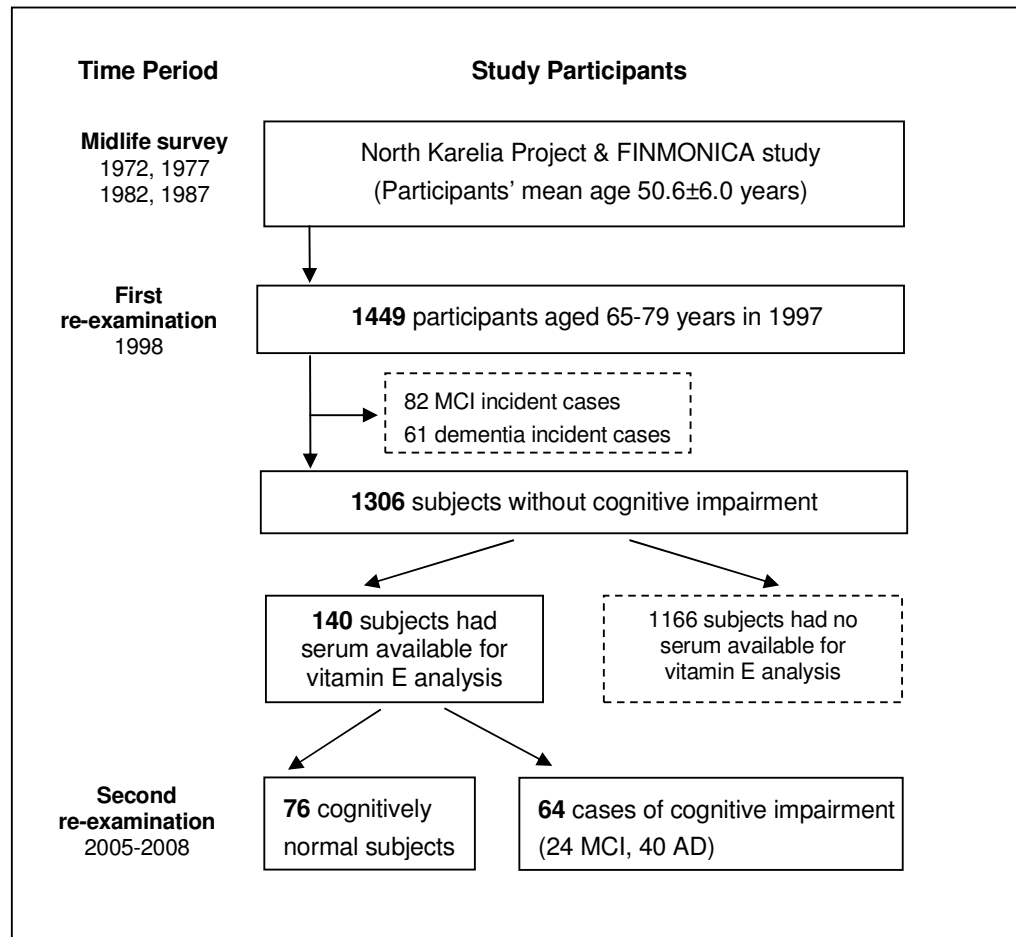 Time Period
Study Participants
Midlife survey
1972, 1977
1982, 1987
North Karelia Project & FINMONICA study
(Participants' mean age 50.6±6.0 years)
First
re-examination
1998
1449 participants aged 65-79 years in 1997
82 MCI incident cases
61 dementia incident cases
1306 subjects without cognitive impairment
140 subjects had
serum available for
vitamin E analysis
1166 subjects had no
serum available for
vitamin E analysis
Second
re-examination
2005-2008
76 cognitively
normal subjects
64 cases of cognitive impairment
(24 MCI, 40 AD)